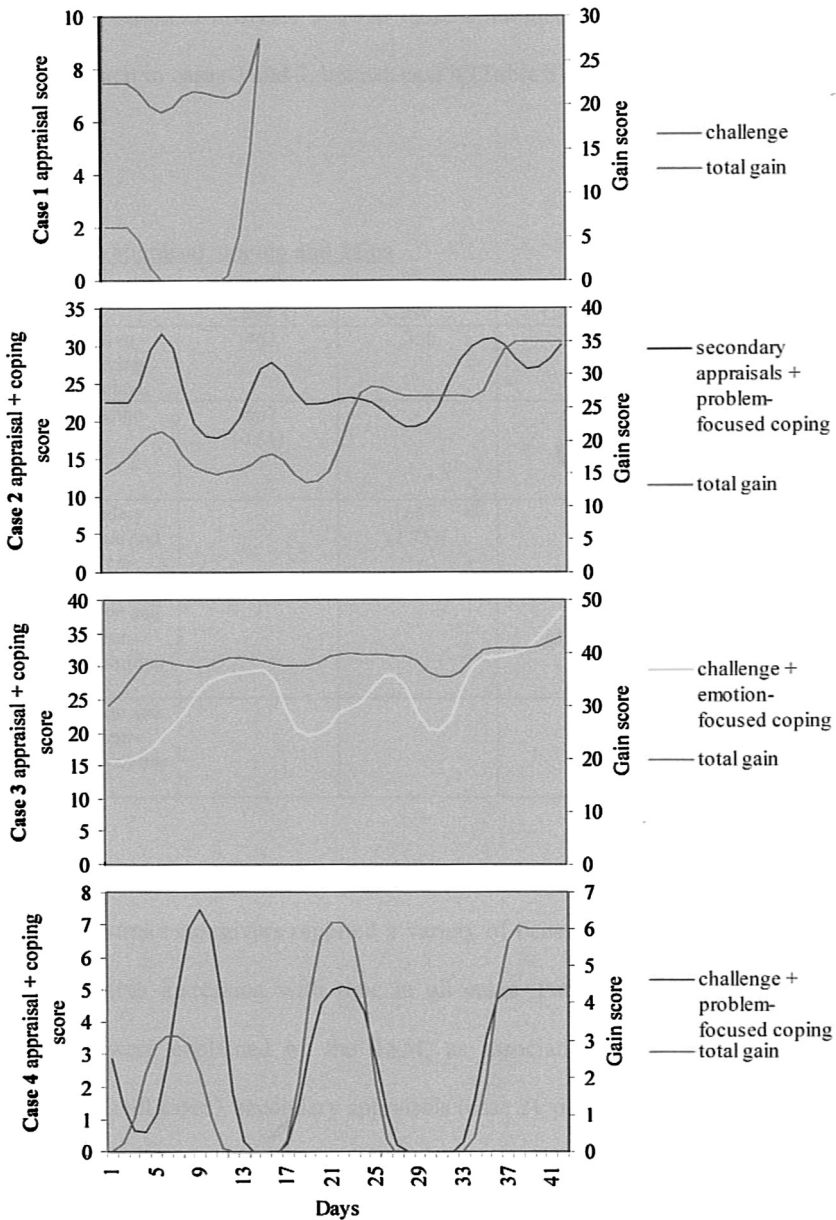 10
8
6
4
2
0
Case 1 appraisal score
30
25
20
15
10
5
0
Gain score
challenge
total gain
35
30
25
20
15
10
5
0
Case 2 appraisal + coping
score
40
35
30
25
20
15
10
5
0
Gain score
secondary
appraisals +
problem-
focused coping
total gain
40
35
30
25
20
15
10
5
0
Case 3 appraisal + coping
score
50
40
30
20
10
0
Gain score
challenge +
emotion-
focused coping
total gain
8
7
6
5
4
3
2
1
0
Case 4 appraisal + coping
score
7
6
5
4
3
2
1
0
Gain score
challenge +
problem-
focused coping
total gain
1 5 9 13 17 21 25 29 33 37 41
Days